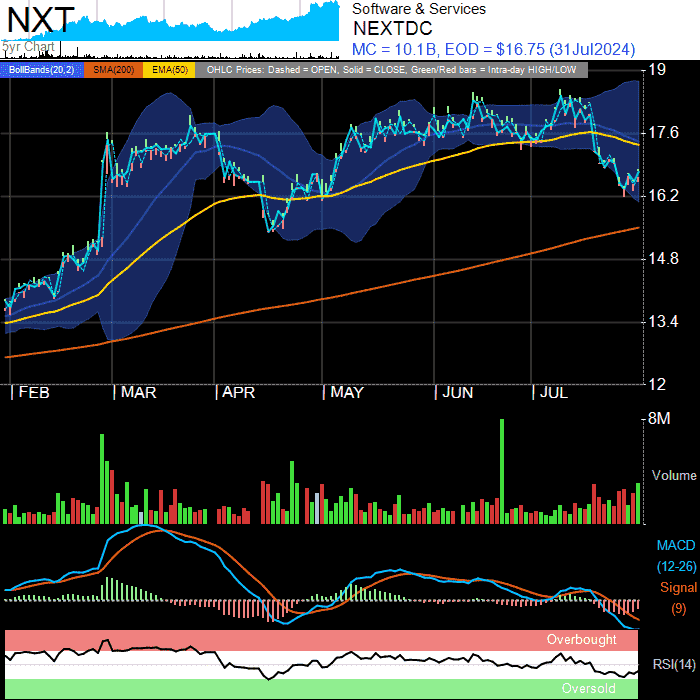 NXT
5yr Chart
Software & Services
NEXTDC
MC = 10.1B, EOD = $16.75 (31Jul2024)
BollBands(20,2) SMA(200) EMA(50) OHLC Prices: Dashed = OPEN, Solid = CLOSE, Green/Red bars = Intra-day HIGH/LOW
19
17.6
16.2
14.8
13.4
12
FEB MAR APR MAY JUN JUL
8M
Volume
MACD
(12-26)
Signal
(9)
Overbought
RSI(14)
Oversold